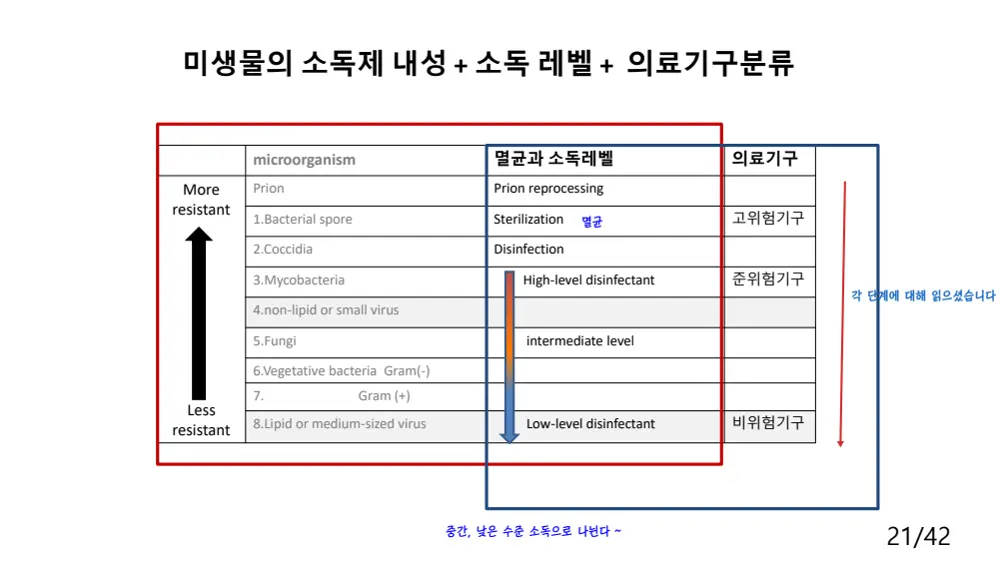 미생물의 소독제 내성 + 소독 레벨 + 의료기구분류
microorganism 멸균과 소독레벨 의료기구
More resistant
Prion Prion reprocessing
1.Bacterial spore Sterilization 멸균 고위험기구
2.Coccidia Disinfection
3.Mycobacteria High-level disinfectant 준위험기구
각 단계에 대해 읽으셨습니다
4.non-lipid or small virus
5.Fungi intermediate level
6.Vegetative bacteria Gram(-)
7. Gram (+)
Less resistant
8.Lipid or medium-sized virus Low-level disinfectant 비위험기구
중간, 낮은 수준 소독으로 나뉜다 ~
21/42